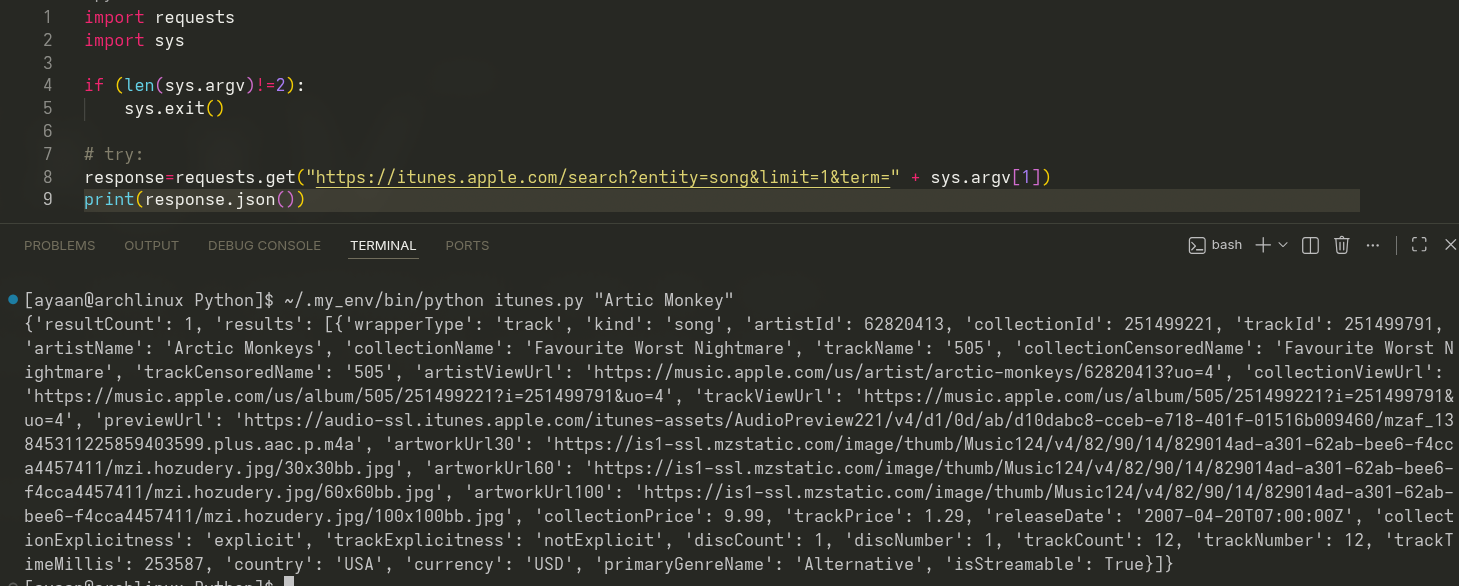 1 import requests
2 import sys
3
4 if (len(sys.argv)!=2):
5 sys.exit()
6
7 # try:
8 response=requests.get("https://itunes.apple.com/search?entity=song&limit=1&term=" + sys.argv[1])
9 print(response.json())
PROBLEMS OUTPUT DEBUG CONSOLE TERMINAL PORTS bash
[ayaan@archlinux Python]$ ~/.my_env/bin/python itunes.py "Artic Monkey"
{'resultCount': 1, 'results': [{'wrapperType': 'track', 'kind': 'song', 'artistId': 62820413, 'collectionId': 251499221, 'trackId': 251499791,
'artistName': 'Arctic Monkeys', 'collectionName': 'Favourite Worst Nightmare', 'trackName': '505', 'collectionCensoredName': 'Favourite Worst N
ightmare', 'trackCensoredName': '505', 'artistViewUrl': 'https://music.apple.com/us/artist/arctic-monkeys/62820413?uo=4', 'collectionViewUrl':
'https://music.apple.com/us/album/505/251499221?i=251499791&uo=4', 'trackViewUrl': 'https://music.apple.com/us/album/505/251499221?i=251499791&
uo=4', 'previewUrl': 'https://audio-ssl.itunes.apple.com/itunes-assets/AudioPreview221/v4/d1/0d/ab/d10dabc8-cceb-e718-401f-01516b009460/mzaf_13
845311225859403599.plus.aac.p.m4a', 'artworkUrl30': 'https://is1-ssl.mzstatic.com/image/thumb/Music124/v4/82/90/14/829014ad-a301-62ab-bee6-f4cc
a4457411/mzi.hozudery.jpg/30x30bb.jpg', 'artworkUrl60': 'https://is1-ssl.mzstatic.com/image/thumb/Music124/v4/82/90/14/829014ad-a301-62ab-bee6-
f4cca4457411/mzi.hozudery.jpg/60x60bb.jpg', 'artworkUrl100': 'https://is1-ssl.mzstatic.com/image/thumb/Music124/v4/82/90/14/829014ad-a301-62ab-
bee6-f4cca4457411/mzi.hozudery.jpg/100x100bb.jpg', 'collectionPrice': 9.99, 'trackPrice': 1.29, 'releaseDate': '2007-04-20T07:00:00Z', 'collect
ionExplicitness': 'explicit', 'trackExplicitness': 'notExplicit', 'discCount': 1, 'discNumber': 1, 'trackCount': 12, 'trackNumber': 12, 'trackT
imeMillis': 253587, 'country': 'USA', 'currency': 'USD', 'primaryGenreName': 'Alternative', 'isStreamable': True}]}
[ayaan@archlinux Python]$